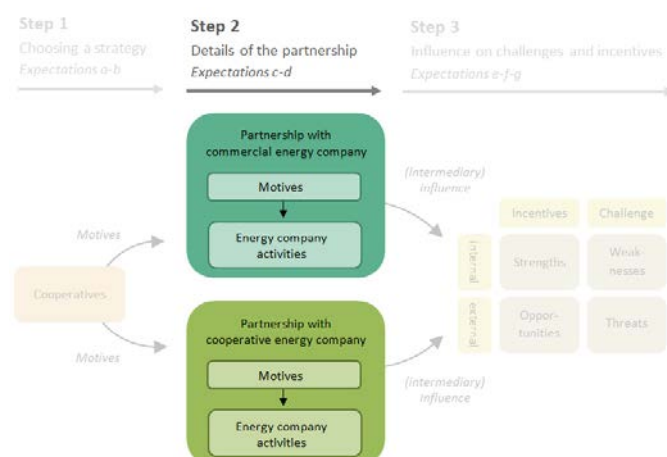 Step 1
Choosing a strategy
Expectations a-b
Step 2
Details of the partnership
Expectations c-d
Step 3
Influence on challenges and incentives
Expectations e-f-g
Partnership with
commercial energy company
Motives
Energy company
activities
Motives
Cooperatives
Motives
Partnership with
cooperative energy company
Motives
Energy company
activities
(intermediary)
influence
(intermediary)
influence
Incentives
Challenge
internal
Strengths
Weak-
nesses
external
Oppor-
tunities
Threats